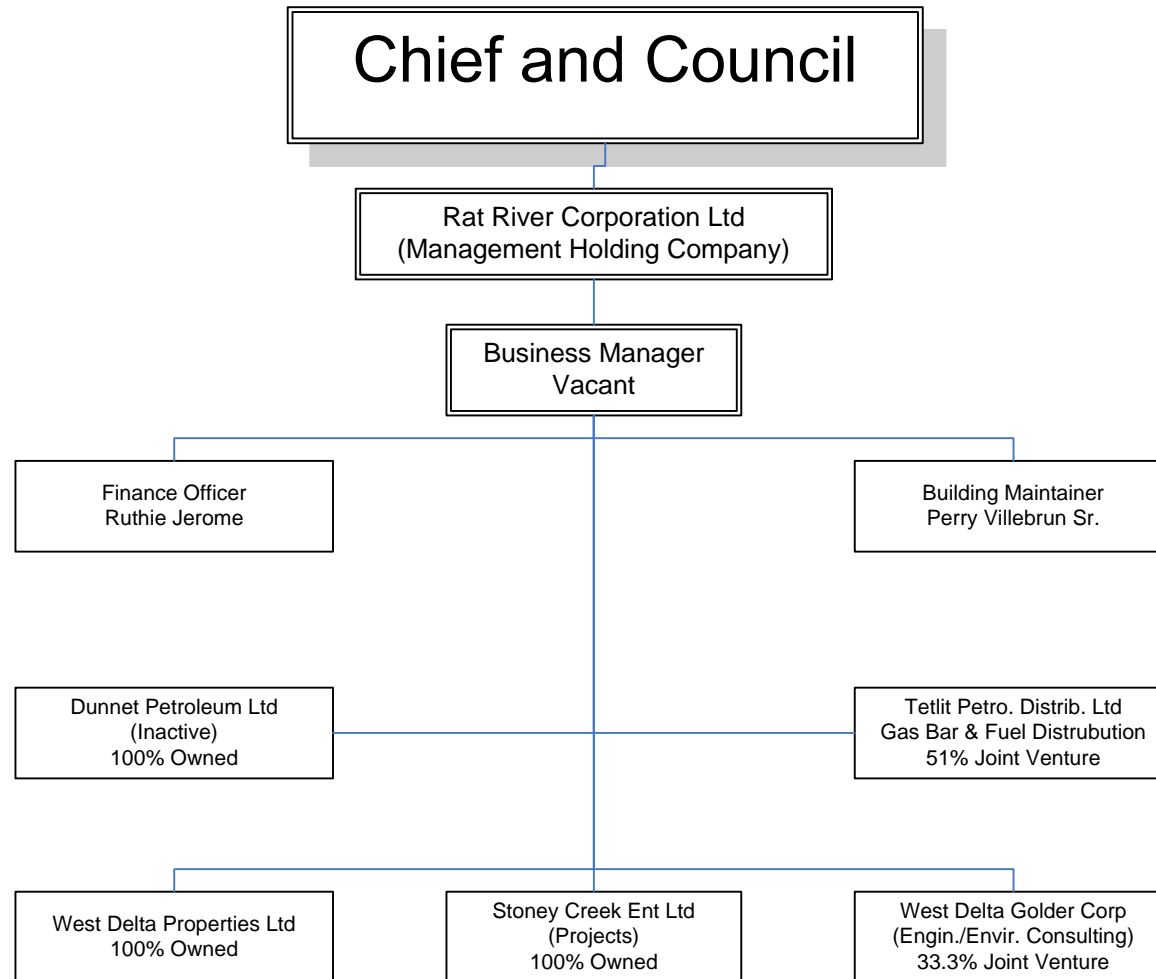 Chief and Council
Rat River Corporation Ltd
(Management Holding Company)
Business Manager
Vacant
Finance Officer
Ruthie Jerome
Building Maintainer
Perry Villebrun Sr.
Dunnet Petroleum Ltd
(Inactive)
100% Owned
Tetlit Petro. Distrib. Ltd
Gas Bar & Fuel Distrubution
51% Joint Venture
West Delta Properties Ltd
100% Owned
Stoney Creek Ent Ltd
(Projects)
100% Owned
West Delta Golder Corp
(Engin./Envir. Consulting)
33.3% Joint Venture